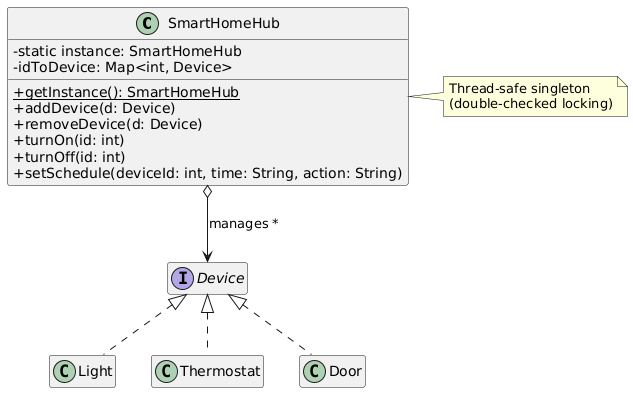 C SmartHomeHub
-static instance: SmartHomeHub
-idToDevice: Map<int, Device>
+getInstance(): SmartHomeHub
+addDevice(d: Device)
+removeDevice(d: Device)
+turnOn(id: int)
+turnOff(id: int)
+setSchedule(deviceId: int, time: String, action: String)
Thread-safe singleton
(double-checked locking)
manages *
I Device
C Light
C Thermostat
C Door